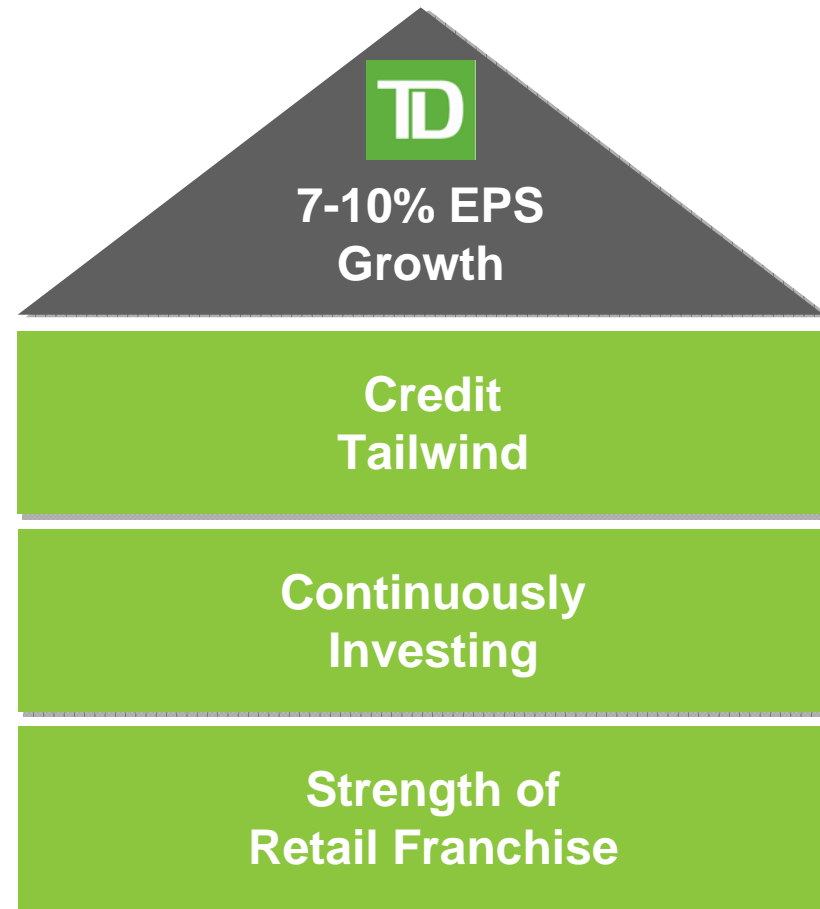 TD
7-10% EPS
Growth
Credit
Tailwind
Continuously
Investing
Strength of
Retail Franchise